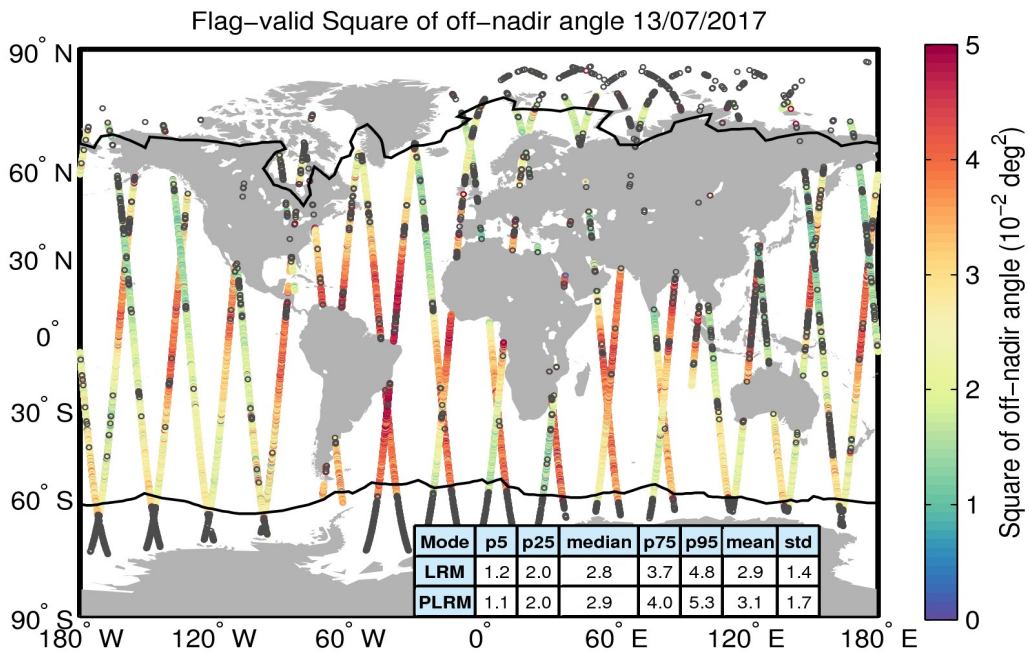 Flag−valid Square of off−nadir angle 13/07/2017
90° N
60° N
30° N
0°
30° S
60° S
90° S
180° W
120° W
60° W
0°
60° E
120° E
180° E
Mode p5 p25 median p75 p95 mean std
LRM 1.2 2.0 2.8 3.7 4.8 2.9 1.4
PLRM 1.1 2.0 2.9 4.0 5.3 3.1 1.7
5
4
3
2
1
0
Square of off−nadir angle (10⁻² deg²)